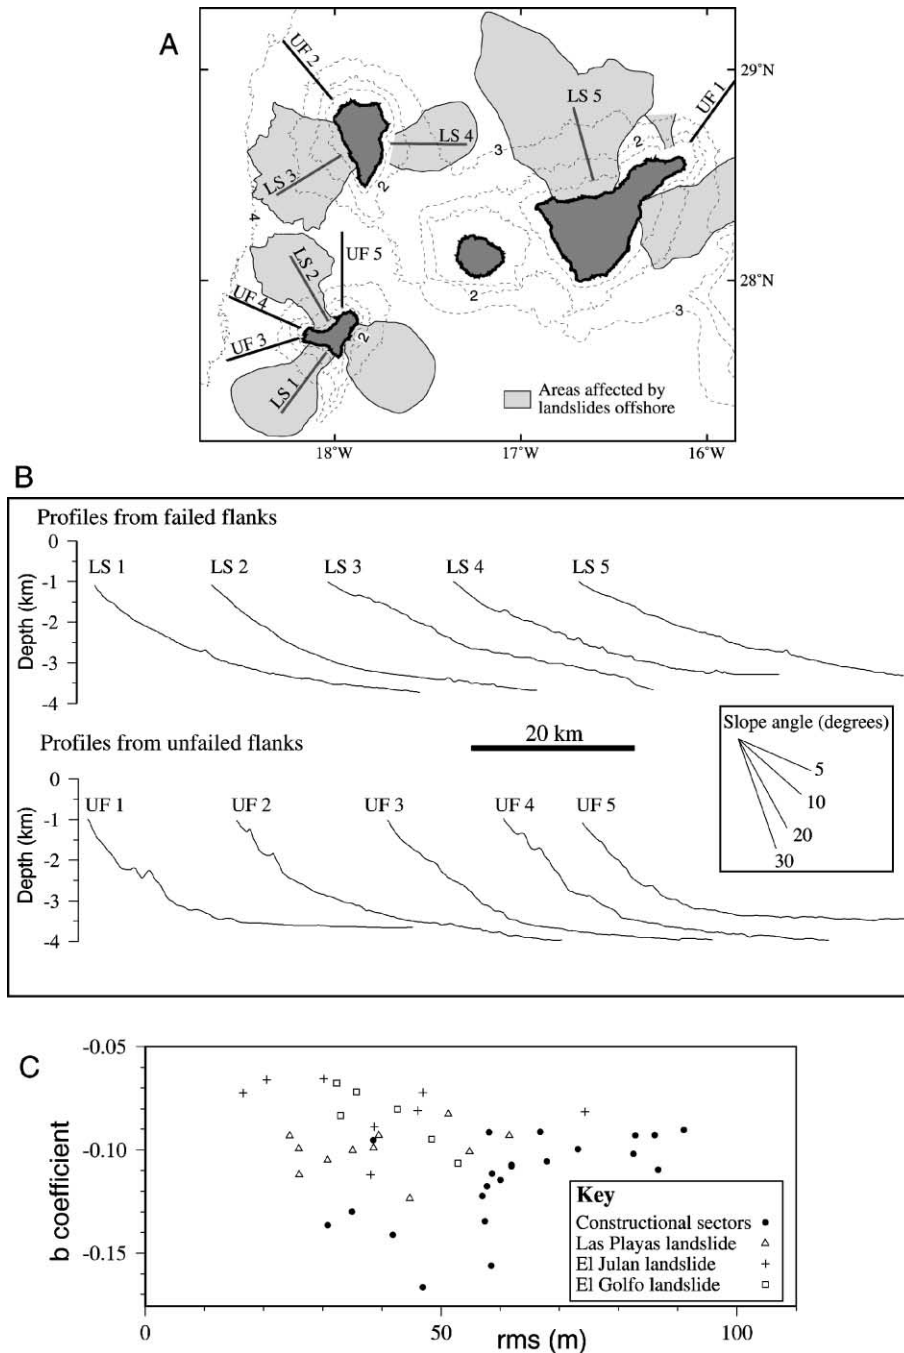 A
UF 2
LS 5
UF 1
29°N
LS 4
3
2
2
LS 3
4
LS 2
UF 5
UF 4
2
28°N
2
3
UF 3
LS 1
Areas affected by
landslides offshore
18°W
17°W
16°W
B
Profiles from failed flanks
0
LS 1
LS 2
LS 3
LS 4
LS 5
-1
-2
-3
-4
Depth (km)
Profiles from unfailed flanks
20 km
Slope angle (degrees)
5
10
20
30
0
UF 1
UF 2
UF 3
UF 4
UF 5
-1
-2
-3
-4
Depth (km)
C
-0.05
-0.10
-0.15
b coefficient
Key
Constructional sectors
Las Playas landslide
El Julan landslide
El Golfo landslide
0
50
100
rms (m)